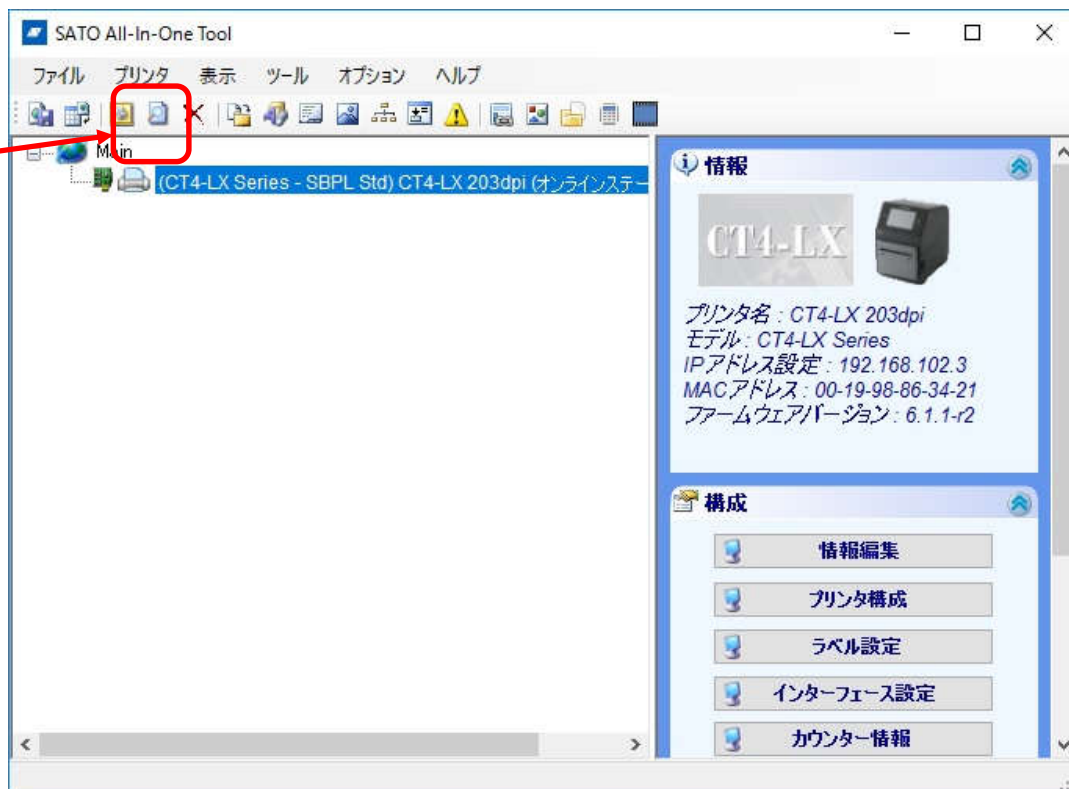 SATO All-In-One Tool
ファイル プリンタ 表示 ツール オプション ヘルプ
Main
(CT4-LX Series - SBPL Std) CT4-LX 203dpi (オンラインステー
情報
CT4-LX
プリンタ名 : CT4-LX 203dpi
モデル : CT4-LX Series
IPアドレス設定 : 192.168.102.3
MACアドレス : 00-19-98-86-34-21
ファームウェアバージョン : 6.1.1-r2
構成
情報編集
プリンタ構成
ラベル設定
インターフェース設定
カウンター情報